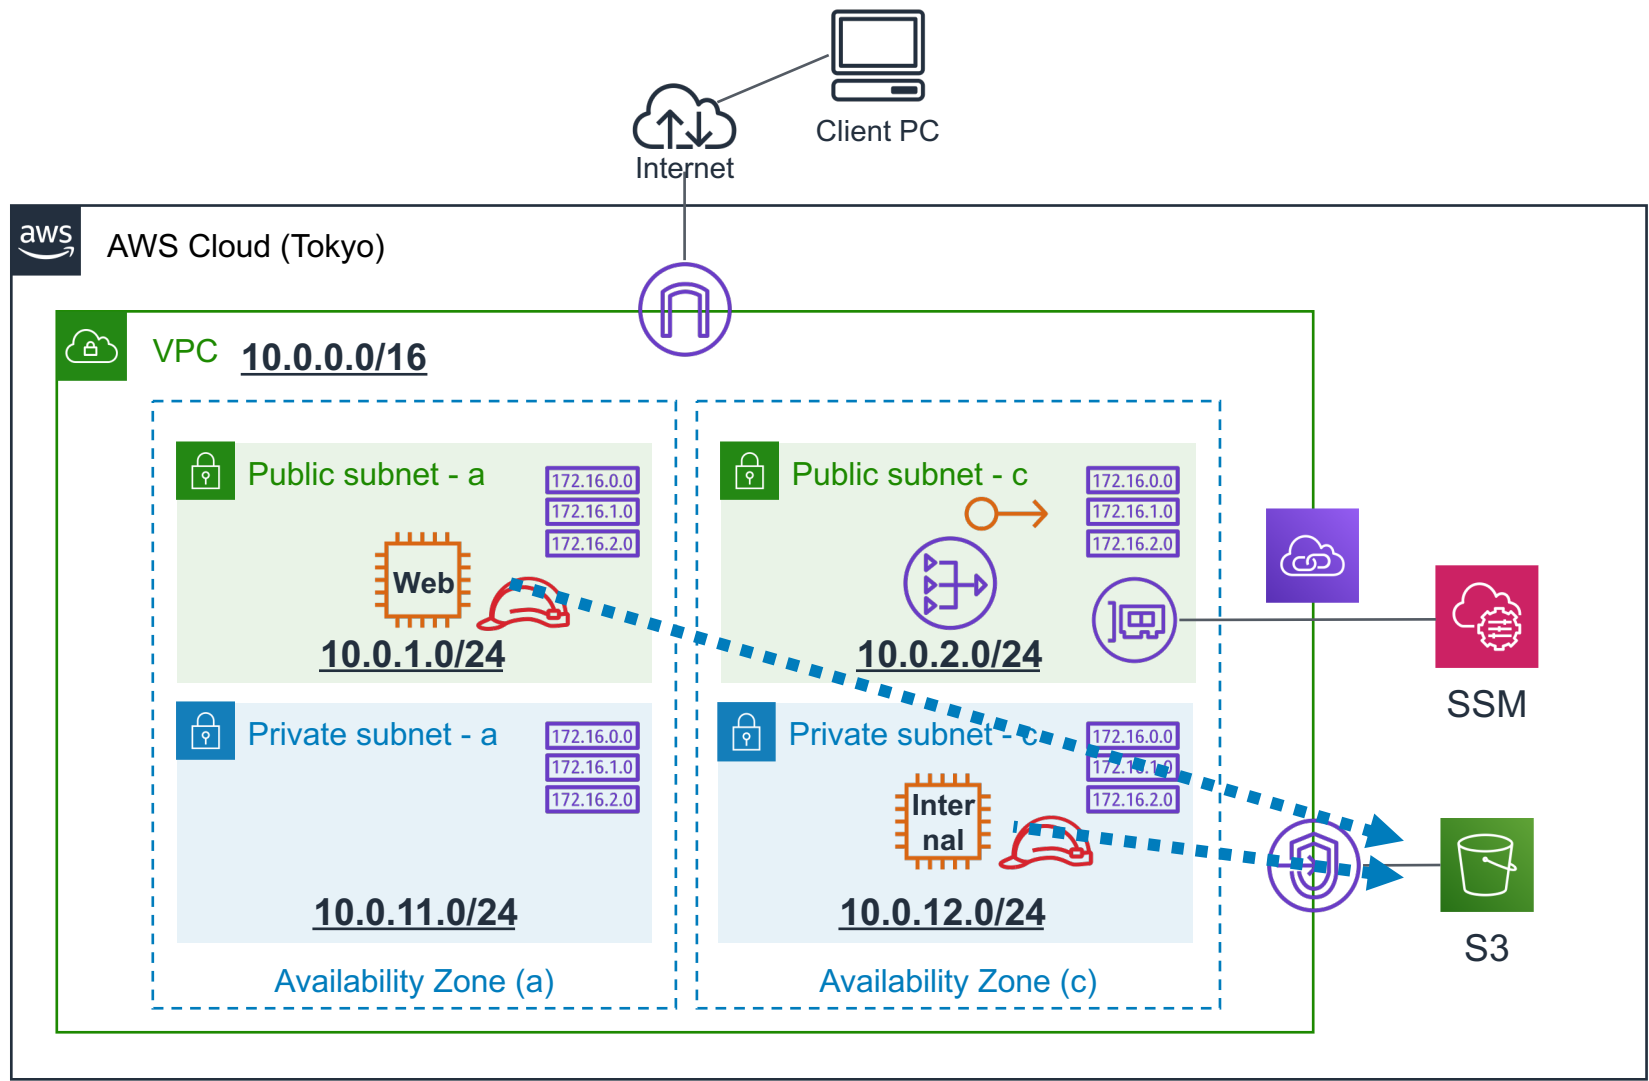 Client PC
Internet
aws
AWS Cloud (Tokyo)
VPC 10.0.0.0/16
Public subnet - a
172.16.0.0
172.16.1.0
172.16.2.0
Web
10.0.1.0/24
Public subnet - c
172.16.0.0
172.16.1.0
172.16.2.0
10.0.2.0/24
SSM
Private subnet - a
172.16.0.0
172.16.1.0
172.16.2.0
10.0.11.0/24
Private subnet - c
172.16.0.0
172.16.1.0
172.16.2.0
Inter
nal
10.0.12.0/24
S3
Availability Zone (a)
Availability Zone (c)